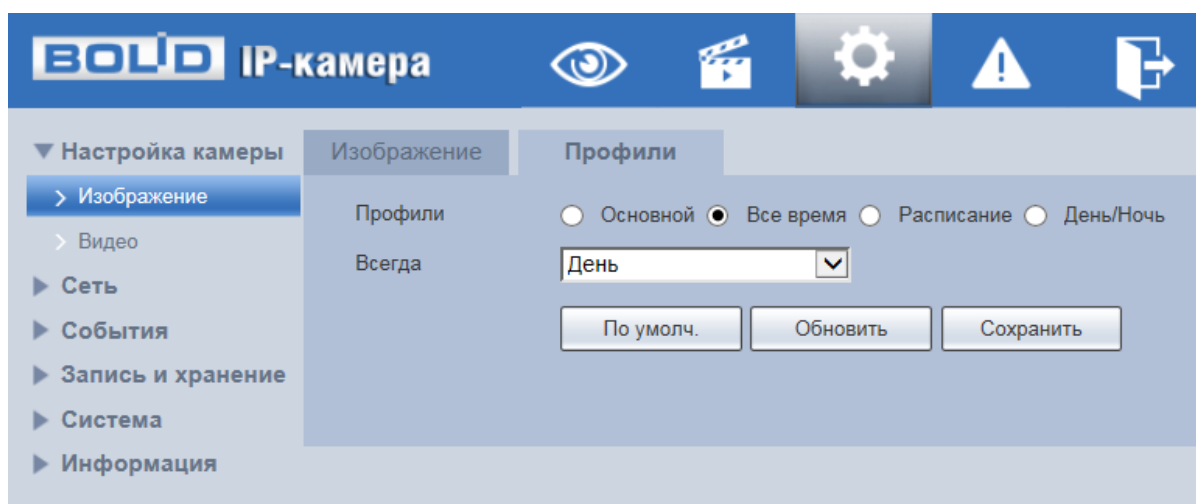 BOLID IP-камера
Настройка камеры
Изображение
Профили
Изображение
Профили
Основной
Все время
Расписание
День/Ночь
Видео
Всегда
День
Сеть
По умолч.
Обновить
Сохранить
События
Запись и хранение
Система
Информация